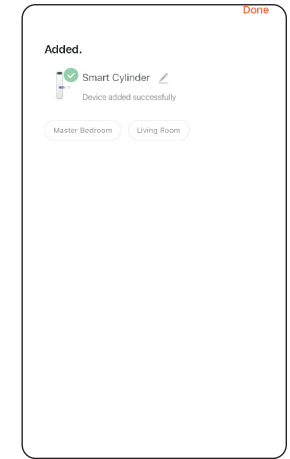 Done
Added.
Smart Cylinder
Device added successfully
Master Bedroom
Living Room